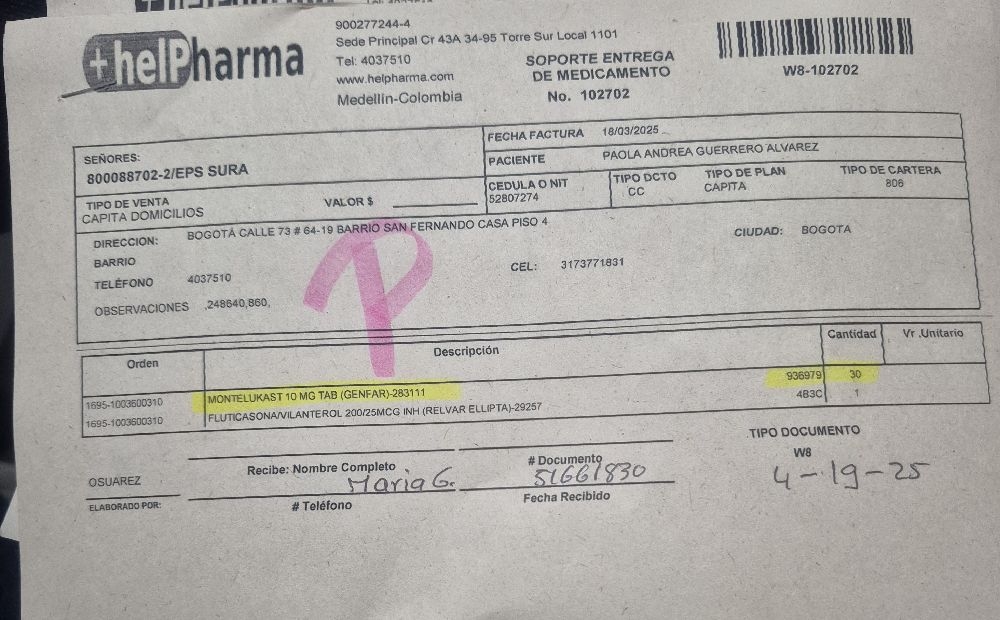 +helPharma
900277244-4
Sede Principal Cr 43A 34-95 Torre Sur Local 1101
Tel: 4037510
www.helpharma.com
Medellin-Colombia
SOPORTE ENTREGA
DE MEDICAMENTO
No. 102702
W8-102702
SEÑORES:
800088702-2/EPS SURA
FECHA FACTURA 18/03/2025
PACIENTE PAOLA ANDREA GUERRERO ALVAREZ
CEDULA O NIT TIPO DCTO TIPO DE PLAN TIPO DE CARTERA
52807274 CC CAPITA 806
TIPO DE VENTA VALOR $
CAPITA DOMICILIOS
DIRECCION: BOGOTÁ CALLE 73 # 64-19 BARRIO SAN FERNANDO CASA PISO 4
CIUDAD: BOGOTA
BARRIO
TELÉFONO 4037510 CEL: 3173771831
OBSERVACIONES ,248640,860,
P
Orden Descripción Cantidad Vr .Unitario
1695-1003600310 MONTELUKAST 10 MG TAB (GENFAR)-283111 936979 30
1695-1003600310 FLUTICASONA/VILANTEROL 200/25MCG INH (RELVAR ELLIPTA)-29257 4B3C 1
TIPO DOCUMENTO
W8
4-19-25
OSUAREZ
ELABORADO POR:
Recibe: Nombre Completo # Documento
Maria G. 51661830
# Teléfono Fecha Recibido